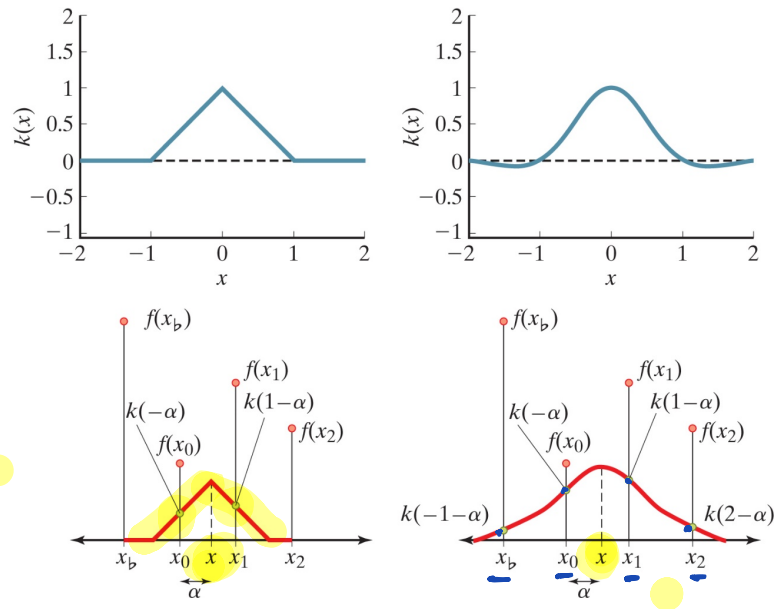 2
1.5
1
0.5
0
−0.5
−1
k(x)
−2 −1 0 1 2
x
2
1.5
1
0.5
0
−0.5
−1
k(x)
−2 −1 0 1 2
x
f(x♭)
f(x₁)
k(−α)
k(1−α)
f(x₀)
f(x₂)
x♭ x₀ x x₁ x₂
α
f(x♭)
f(x₁)
k(−α)
k(1−α)
f(x₀)
f(x₂)
k(−1−α)
k(2−α)
x♭ x₀ x x₁ x₂
α